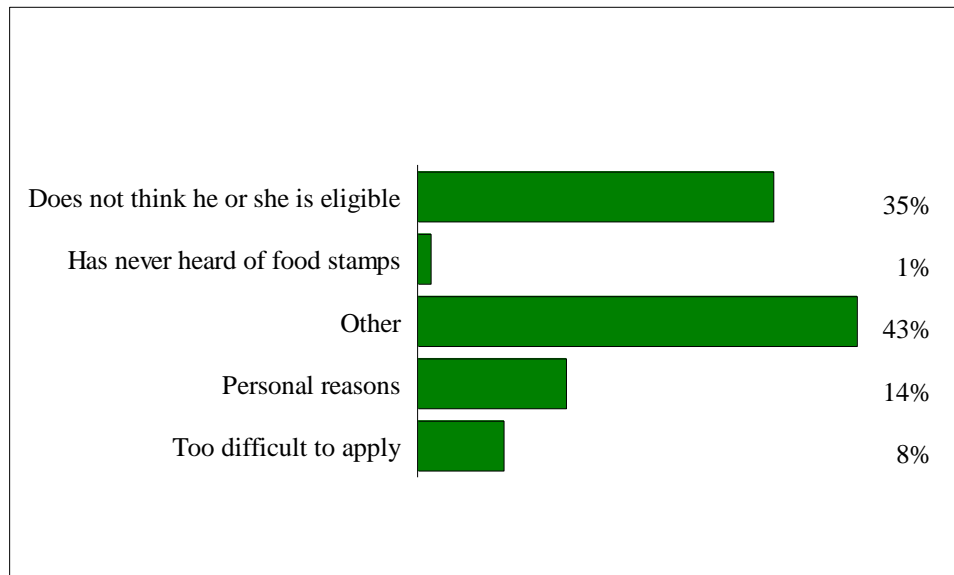 Does not think he or she is eligible 35%
Has never heard of food stamps 1%
Other 43%
Personal reasons 14%
Too difficult to apply 8%